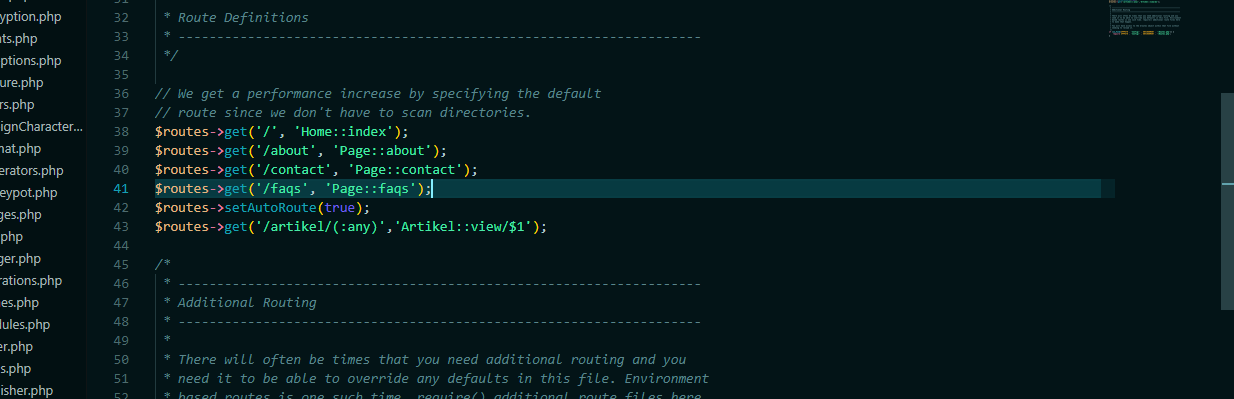 yption.php
nts.php
ptions.php
ure.php
rs.php
ignCharacter...
nat.php
erators.php
eypot.php
ges.php
.php
ger.php
rations.php
es.php
dules.php
er.php
s.php
isher.php
31
32 * Route Definitions
33 * --------------------------------------------------------------------
34 */
35
36 // We get a performance increase by specifying the default
37 // route since we don't have to scan directories.
38 $routes->get('/', 'Home::index');
39 $routes->get('/about', 'Page::about');
40 $routes->get('/contact', 'Page::contact');
41 $routes->get('/faqs', 'Page::faqs');
42 $routes->setAutoRoute(true);
43 $routes->get('/artikel/(:any)','Artikel::view/$1');
44
45 /*
46 * --------------------------------------------------------------------
47 * Additional Routing
48 * --------------------------------------------------------------------
49 *
50 * There will often be times that you need additional routing and you
51 * need it to be able to override any defaults in this file. Environment
52 * based routes is one such time. require() additional route files here